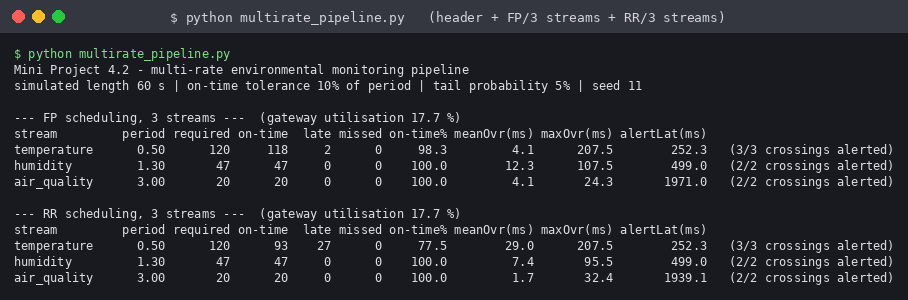 $ python multirate_pipeline.py (header + FP/3 streams + RR/3 streams)
$ python multirate_pipeline.py
Mini Project 4.2 - multi-rate environmental monitoring pipeline
simulated length 60 s | on-time tolerance 10% of period | tail probability 5% | seed 11
--- FP scheduling, 3 streams --- (gateway utilisation 17.7 %)
stream period required on-time late missed on-time% meanOvr(ms) maxOvr(ms) alertLat(ms)
temperature 0.50 120 118 2 0 98.3 4.1 207.5 252.3 (3/3 crossings alerted)
humidity 1.30 47 47 0 0 100.0 12.3 107.5 499.0 (2/2 crossings alerted)
air_quality 3.00 20 20 0 0 100.0 4.1 24.3 1971.0 (2/2 crossings alerted)
--- RR scheduling, 3 streams --- (gateway utilisation 17.7 %)
stream period required on-time late missed on-time% meanOvr(ms) maxOvr(ms) alertLat(ms)
temperature 0.50 120 93 27 0 77.5 29.0 207.5 252.3 (3/3 crossings alerted)
humidity 1.30 47 47 0 0 100.0 7.4 95.5 499.0 (2/2 crossings alerted)
air_quality 3.00 20 20 0 0 100.0 1.7 32.4 1939.1 (2/2 crossings alerted)